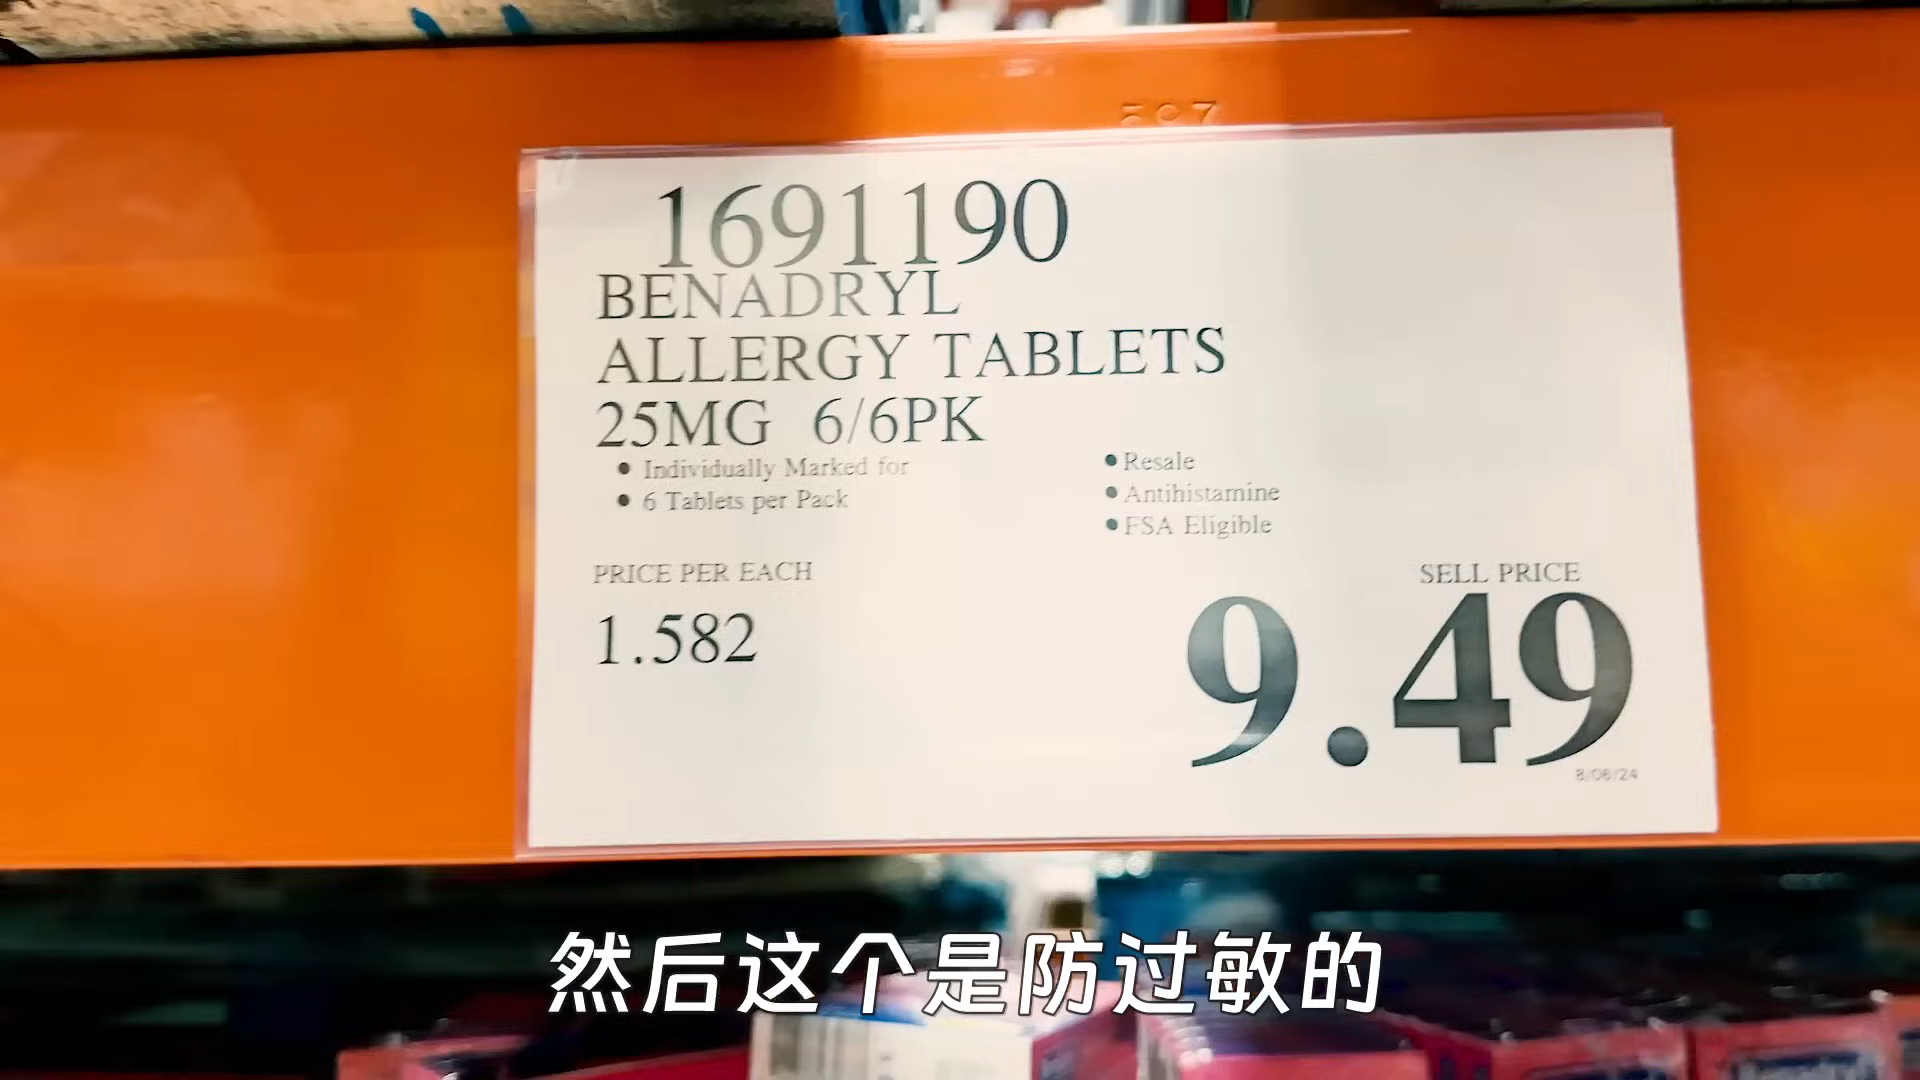 1691190
BENADRYL
ALLERGY TABLETS
25MG 6/6PK
• Individually Marked for
• 6 Tablets per Pack
• Resale
• Antihistamine
• FSA Eligible
PRICE PER EACH
1.582
SELL PRICE
9.49
8/06/24
然后这个是防过敏的